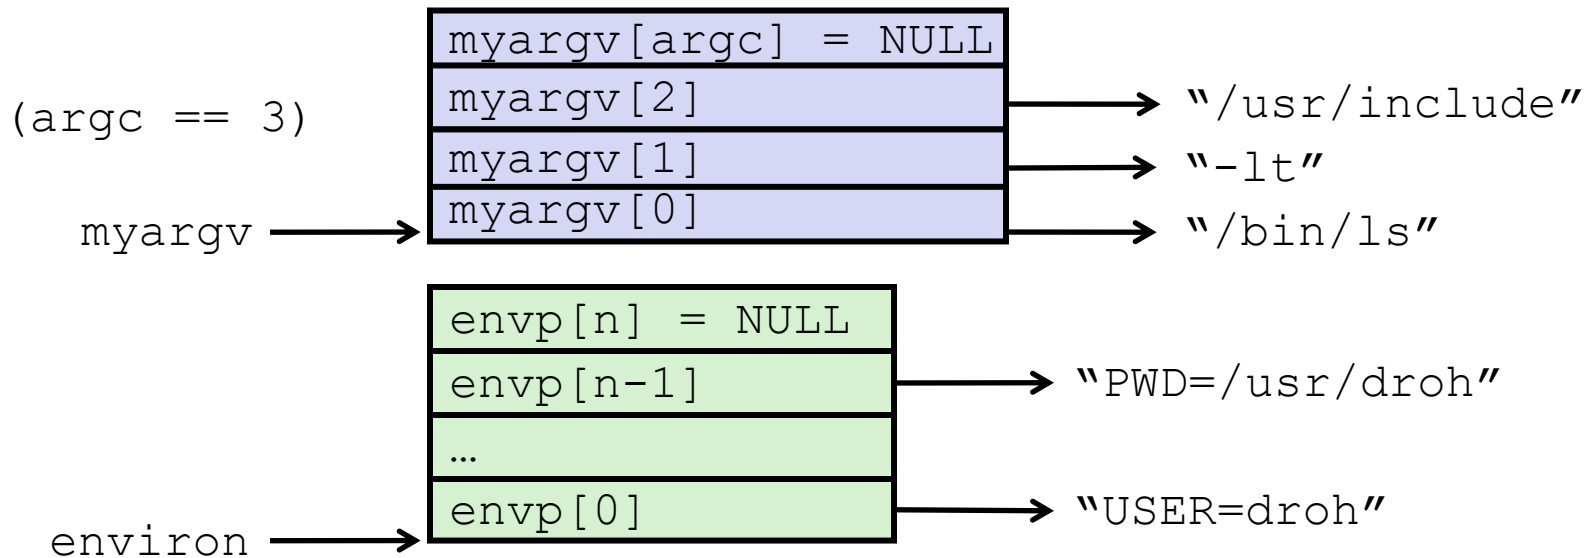 myargv[argc] = NULL
(argc == 3)
myargv[2]
“/usr/include”
myargv[1]
“-lt”
myargv
myargv[0]
“/bin/ls”
envp[n] = NULL
envp[n-1]
“PWD=/usr/droh”
…
environ
envp[0]
“USER=droh”